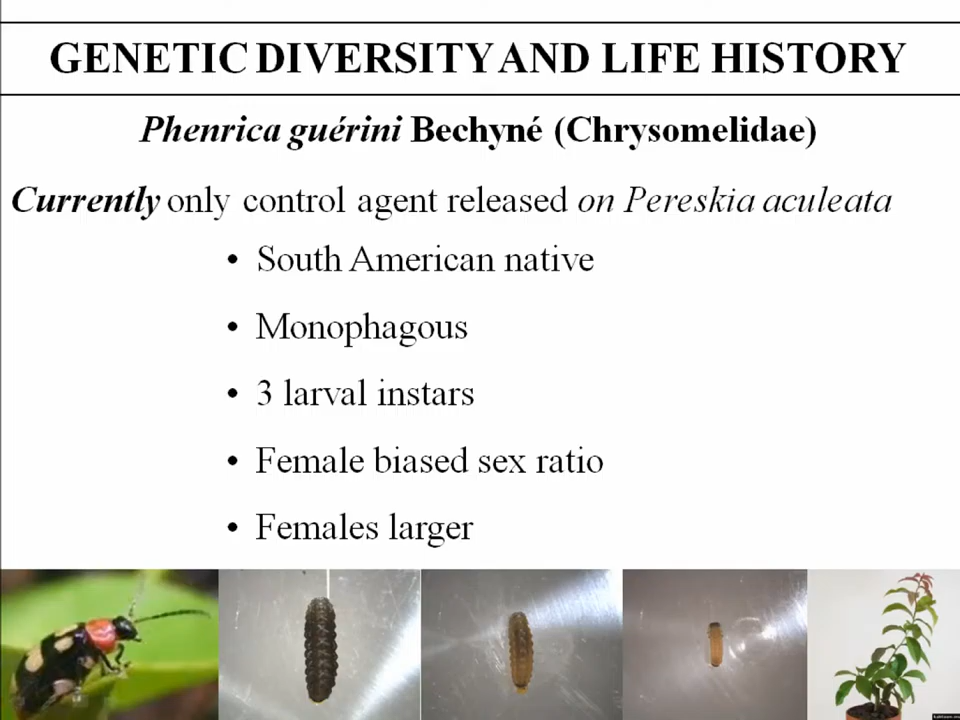 GENETIC DIVERSITY AND LIFE HISTORY
Phenrica guérini Bechyné (Chrysomelidae)
Currently only control agent released on Pereskia aculeata
• South American native
• Monophagous
• 3 larval instars
• Female biased sex ratio
• Females larger